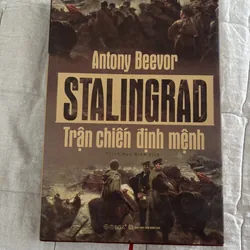 Antony Beevor
STALINGRAD
Trận chiến định mệnh